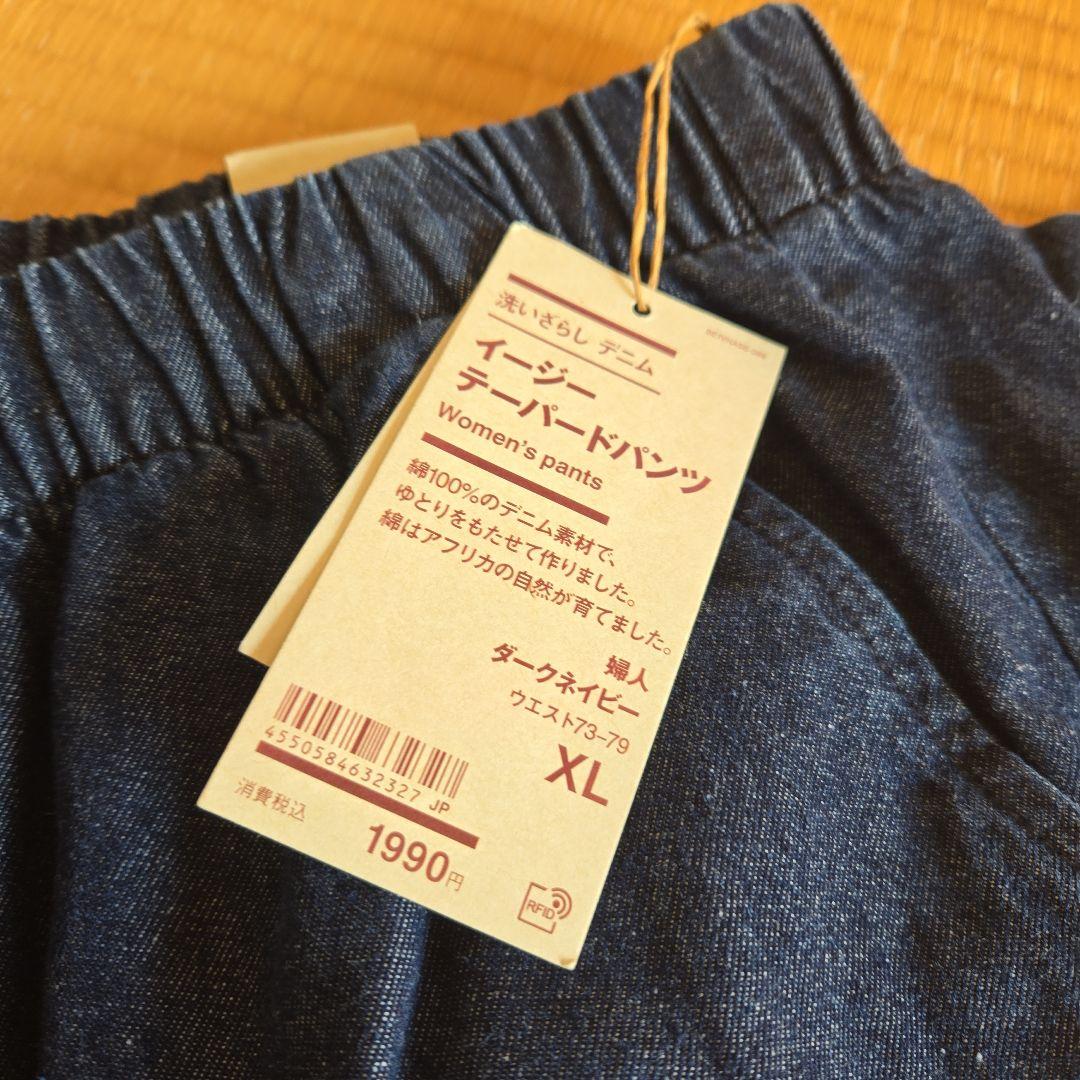 洗いざらし デニム
イージー
テーパードパンツ
Women's pants
綿100%のデニム素材で、
ゆとりをもたせて作りました。
綿はアフリカの自然が育てました。
婦人
ダークネイビー
ウエスト73–79
XL
4550584632327 JP
消費税込
1990円
RFID